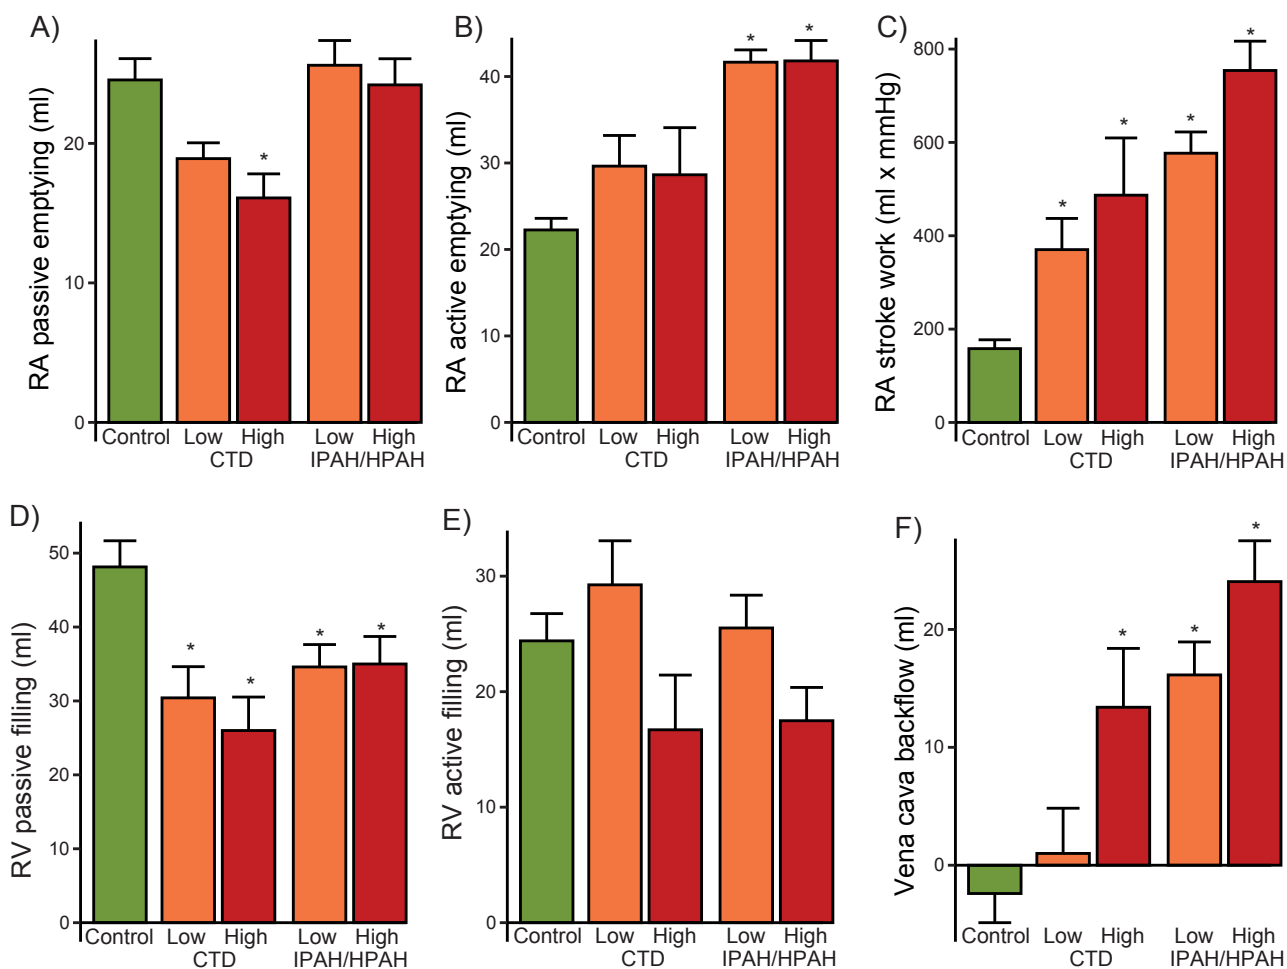 A)
RA passive emptying (ml)
20
10
0
*
Control Low High Low High
CTD IPAH/HPAH
B)
RA active emptying (ml)
40
30
20
10
0
* *
Control Low High Low High
CTD IPAH/HPAH
C)
RA stroke work (ml x mmHg)
800
600
400
200
0
* * * *
Control Low High Low High
CTD IPAH/HPAH
D)
RV passive filling (ml)
50
40
30
20
10
0
* * * *
Control Low High Low High
CTD IPAH/HPAH
E)
RV active filling (ml)
30
20
10
0
Control Low High Low High
CTD IPAH/HPAH
F)
Vena cava backflow (ml)
20
10
0
* * *
Control Low High Low High
CTD IPAH/HPAH